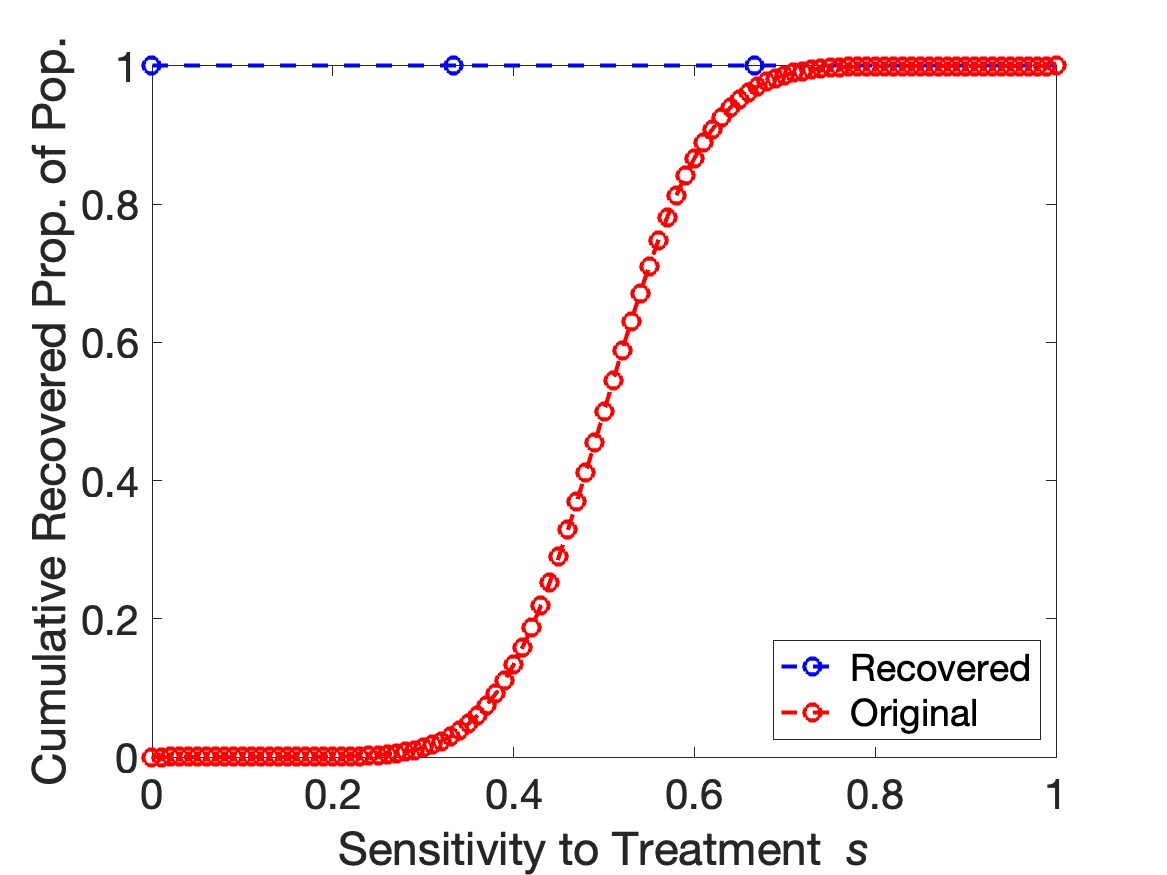 Cumulative Recovered Prop. of Pop.
1
0.8
0.6
0.4
0.2
0
0 0.2 0.4 0.6 0.8 1
Sensitivity to Treatment s
Recovered
Original